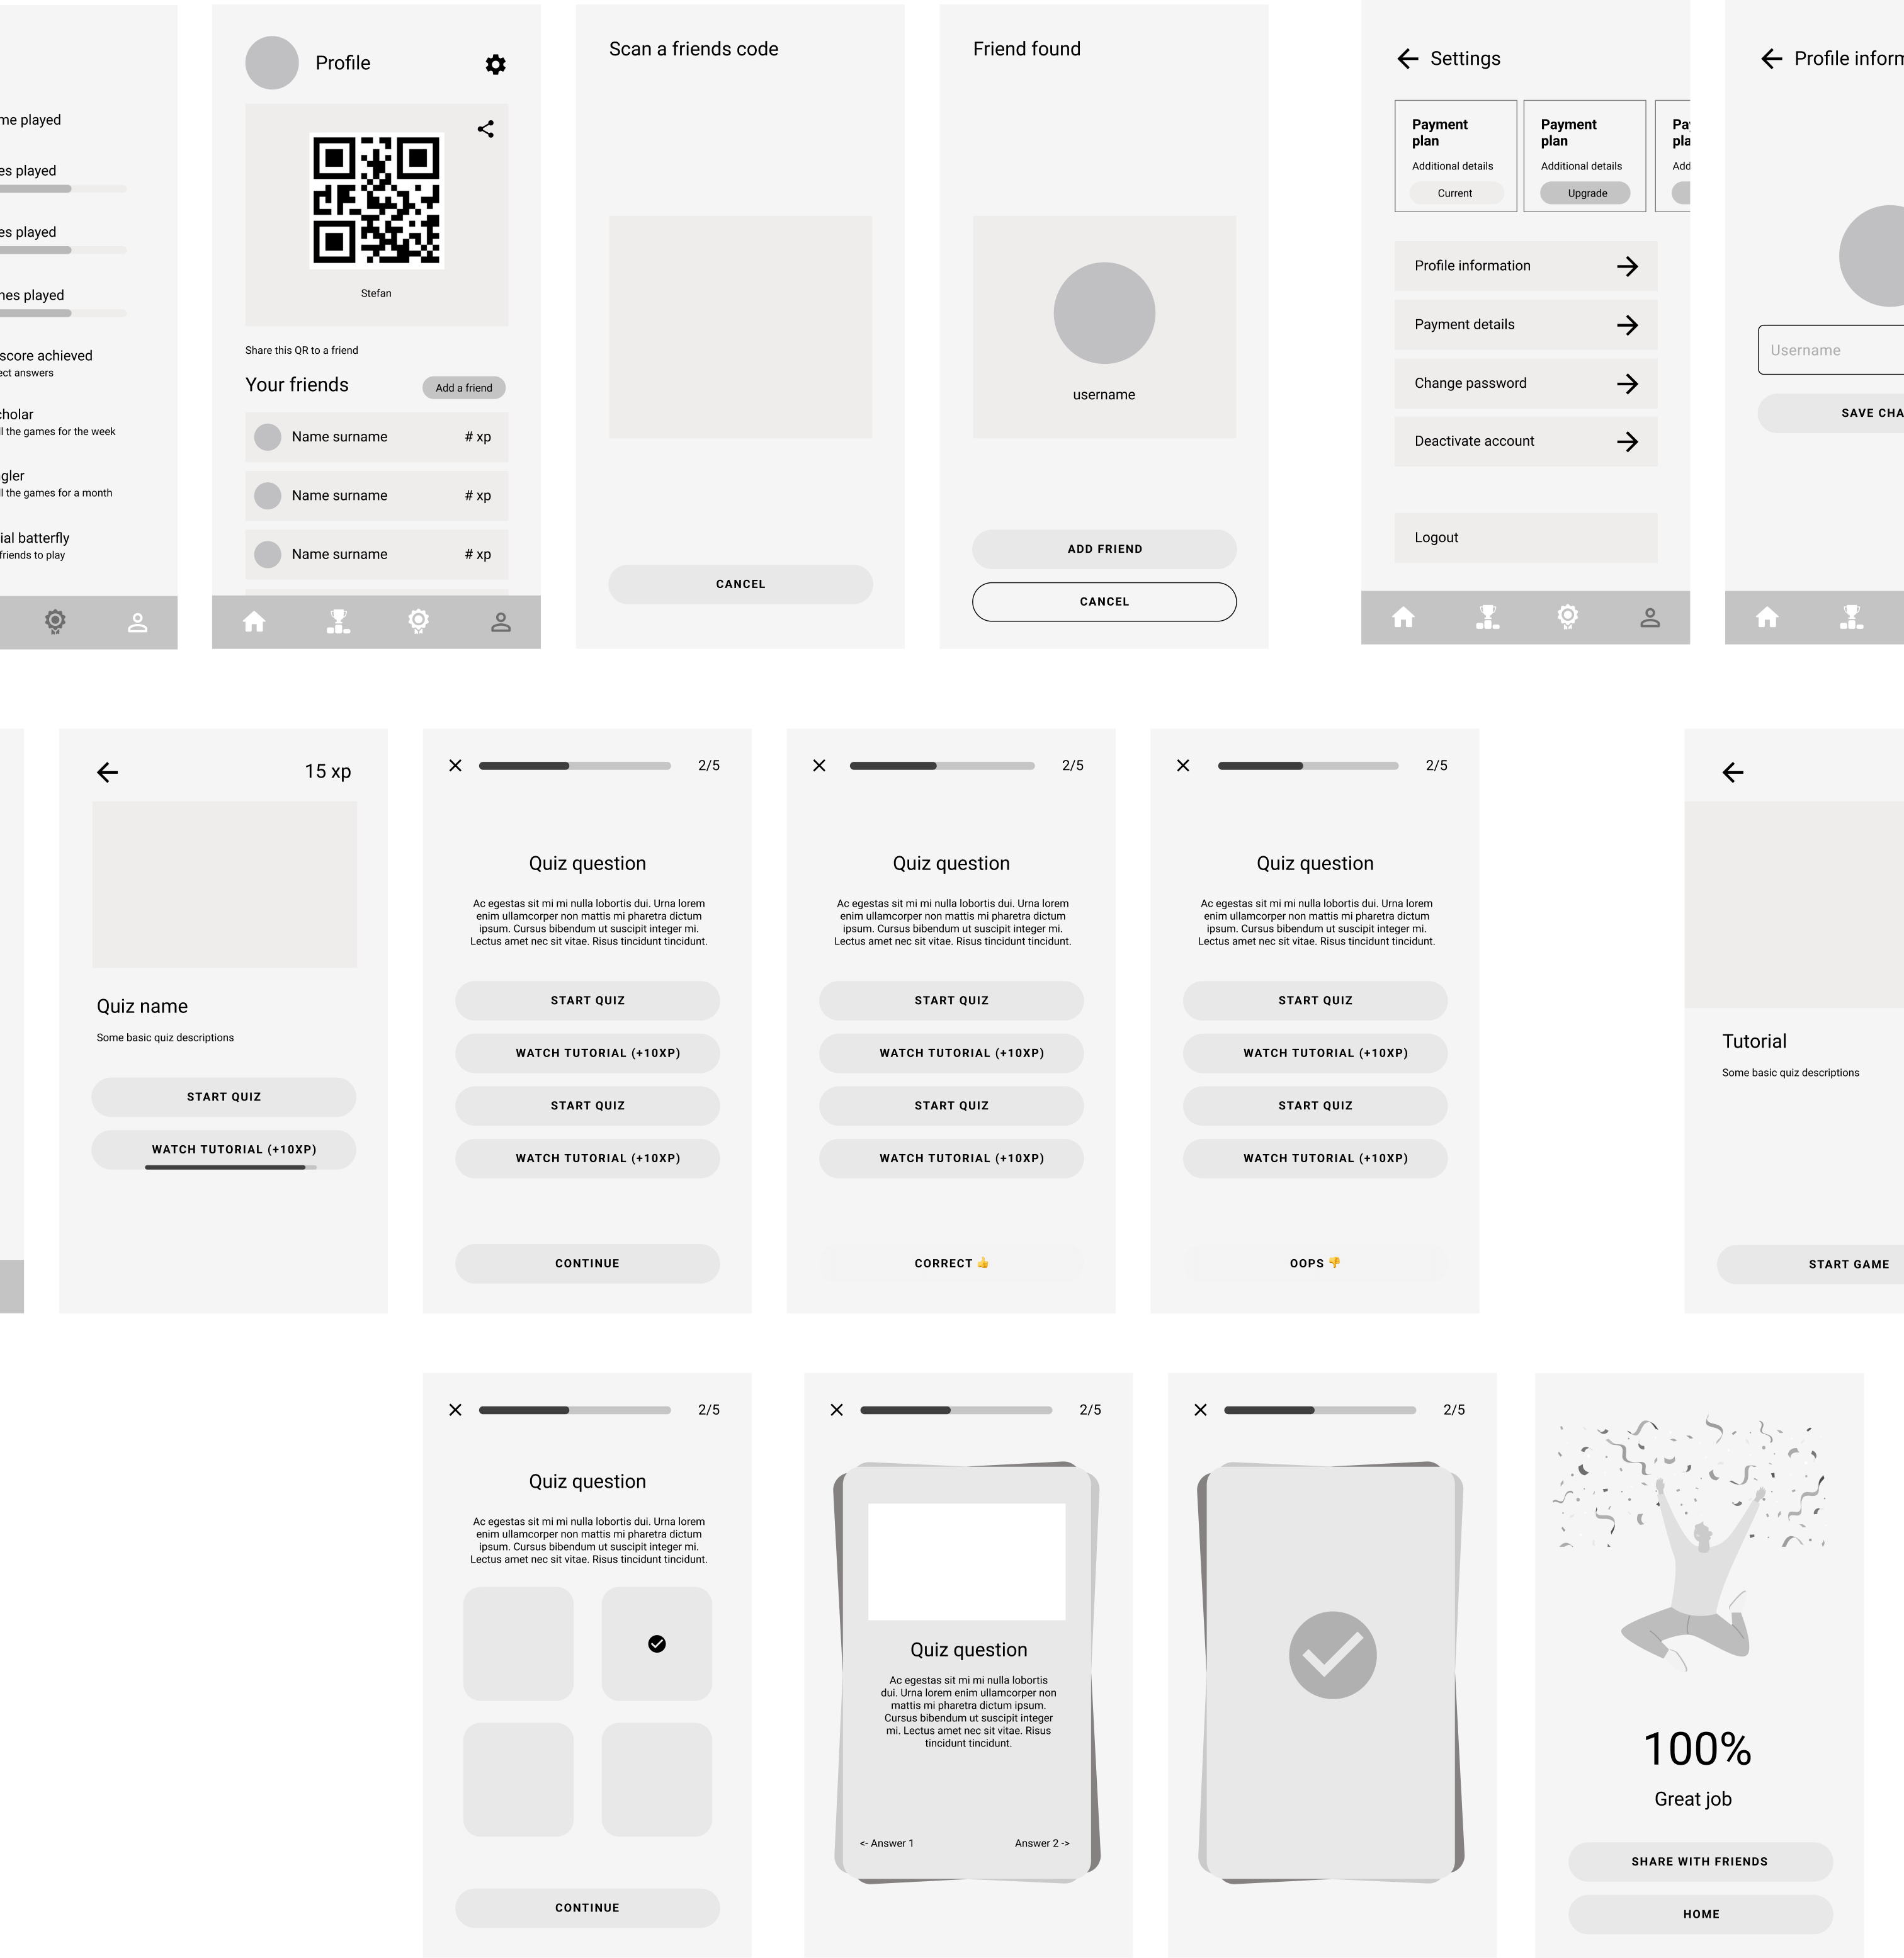 me played
es played
es played
nes played
score achieved
ect answers
cholar
ll the games for the week
gler
ll the games for a month
ial batterfly
friends to play
Profile
Stefan
Share this QR to a friend
Your friends
Add a friend
Name surname # xp
Name surname # xp
Name surname # xp
Scan a friends code
CANCEL
Friend found
username
ADD FRIEND
CANCEL
Settings
Payment
plan
Additional details
Current
Payment
plan
Additional details
Upgrade
Pa
pla
Add
Profile information
Payment details
Change password
Deactivate account
Logout
Profile inform
Username
SAVE CHA
15 xp
Quiz name
Some basic quiz descriptions
START QUIZ
WATCH TUTORIAL (+10XP)
2/5
Quiz question
Ac egestas sit mi mi nulla lobortis dui. Urna lorem
enim ullamcorper non mattis mi pharetra dictum
ipsum. Cursus bibendum ut suscipit integer mi.
Lectus amet nec sit vitae. Risus tincidunt tincidunt.
START QUIZ
WATCH TUTORIAL (+10XP)
START QUIZ
WATCH TUTORIAL (+10XP)
CONTINUE
2/5
Quiz question
Ac egestas sit mi mi nulla lobortis dui. Urna lorem
enim ullamcorper non mattis mi pharetra dictum
ipsum. Cursus bibendum ut suscipit integer mi.
Lectus amet nec sit vitae. Risus tincidunt tincidunt.
START QUIZ
WATCH TUTORIAL (+10XP)
START QUIZ
WATCH TUTORIAL (+10XP)
CORRECT 👍
2/5
Quiz question
Ac egestas sit mi mi nulla lobortis dui. Urna lorem
enim ullamcorper non mattis mi pharetra dictum
ipsum. Cursus bibendum ut suscipit integer mi.
Lectus amet nec sit vitae. Risus tincidunt tincidunt.
START QUIZ
WATCH TUTORIAL (+10XP)
START QUIZ
WATCH TUTORIAL (+10XP)
OOPS 👎
Tutorial
Some basic quiz descriptions
START GAME
2/5
Quiz question
Ac egestas sit mi mi nulla lobortis dui. Urna lorem
enim ullamcorper non mattis mi pharetra dictum
ipsum. Cursus bibendum ut suscipit integer mi.
Lectus amet nec sit vitae. Risus tincidunt tincidunt.
CONTINUE
2/5
Quiz question
Ac egestas sit mi mi nulla lobortis
dui. Urna lorem enim ullamcorper non
mattis mi pharetra dictum ipsum.
Cursus bibendum ut suscipit integer
mi. Lectus amet nec sit vitae. Risus
tincidunt tincidunt.
<- Answer 1 Answer 2 ->
2/5
100%
Great job
SHARE WITH FRIENDS
HOME